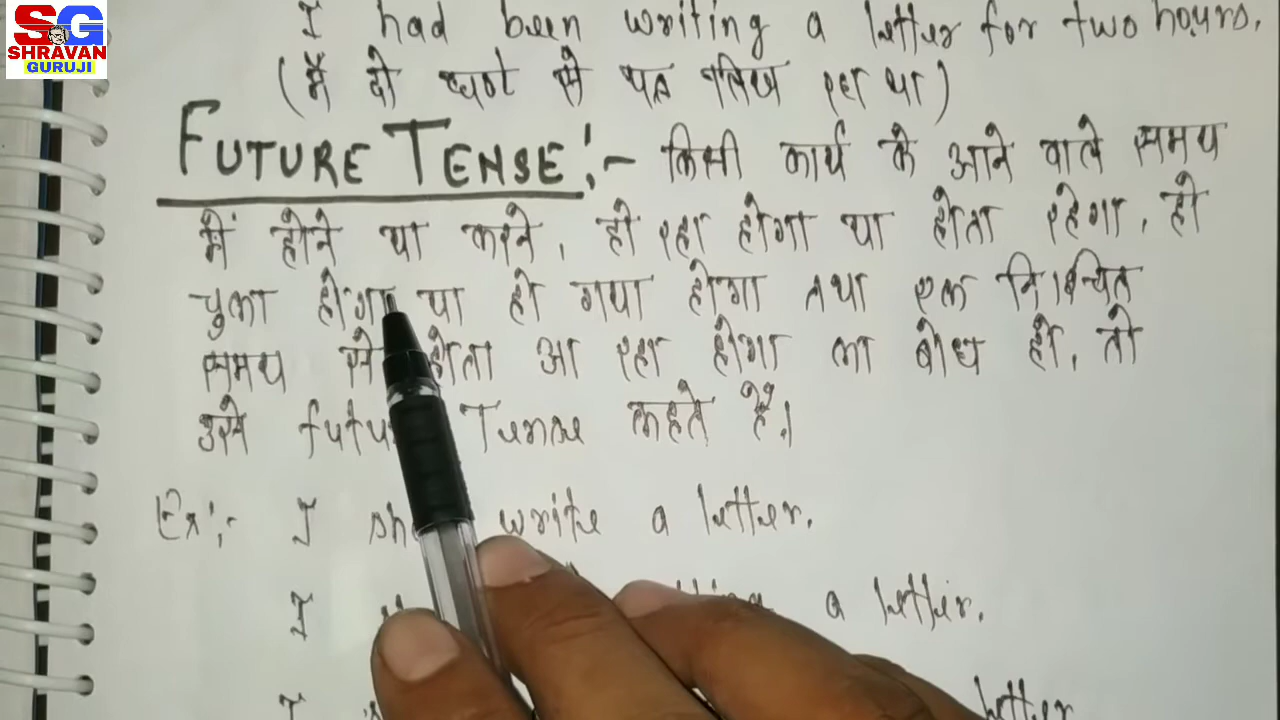 SG
SHRAVAN
GURUJI
I had been writing a letter for two hours.
(मैं दो घण्टे से पत्र लिख रहा था)
FUTURE TENSE :- किसी कार्य के आने वाले समय
में होने या करने, हो रहा होगा या होता रहेगा, हो
चुका होगा या हो गया होगा तथा एक निश्चित
समय से होता आ रहा होगा का बोध हो, तो
उसे Tense कहते हैं।
Ex:- I write a letter.
I a letter.
I letter